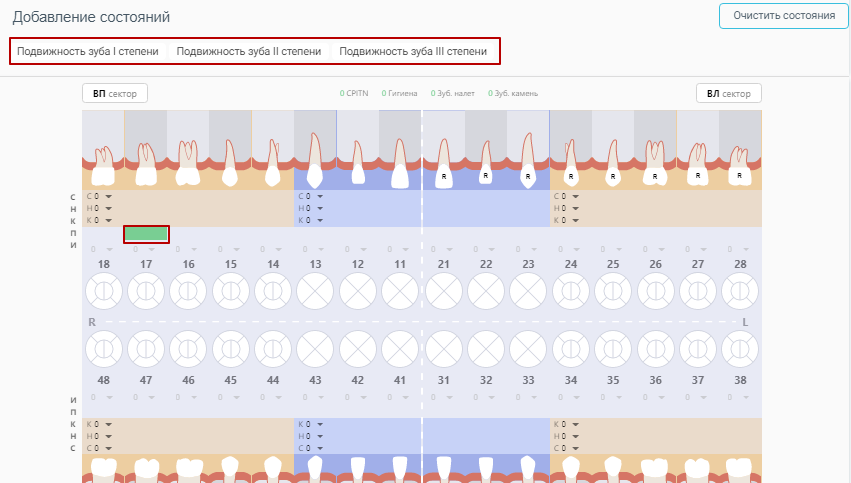 Добавление состояний
Очистить состояния
Подвижность зуба I степени Подвижность зуба II степени Подвижность зуба III степени
ВП сектор 0 CPITN 0 Гигиена 0 Зуб. налет 0 Зуб. камень ВЛ сектор
R R R R R R R R
С С 0 С 0 С 0
Н Н 0 Н 0 Н 0
К К 0 К 0 К 0
П
И 0 0 0 0 0 0 0 0 0 0 0 0 0 0 0 0
18 17 16 15 14 13 12 11 21 22 23 24 25 26 27 28
R L
48 47 46 45 44 43 42 41 31 32 33 34 35 36 37 38
И 0 0 0 0 0 0 0 0 0 0 0 0 0 0 0 0
П
К К 0 К 0 К 0
Н Н 0 Н 0 Н 0
С С 0 С 0 С 0